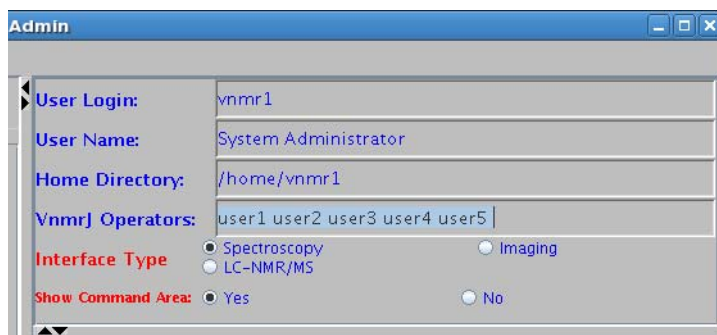 Admin
User Login: vnmr1
User Name: System Administrator
Home Directory: /home/vnmr1
VnmrJ Operators: user1 user2 user3 user4 user5
Interface Type Spectroscopy Imaging
LC-NMR/MS
Show Command Area: Yes No